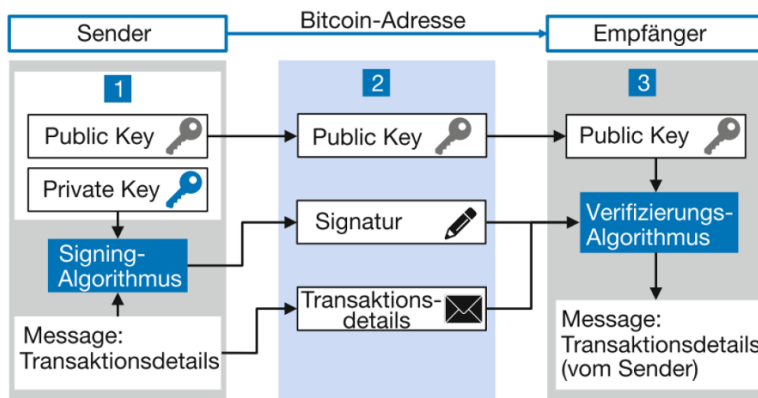 Sender
Bitcoin-Adresse
Empfänger
1
Public Key
Private Key
Signing-
Algorithmus
Message:
Transaktionsdetails
2
Public Key
Signatur
Transaktions-
details
3
Public Key
Verifizierungs-
Algorithmus
Message:
Transaktionsdetails
(vom Sender)